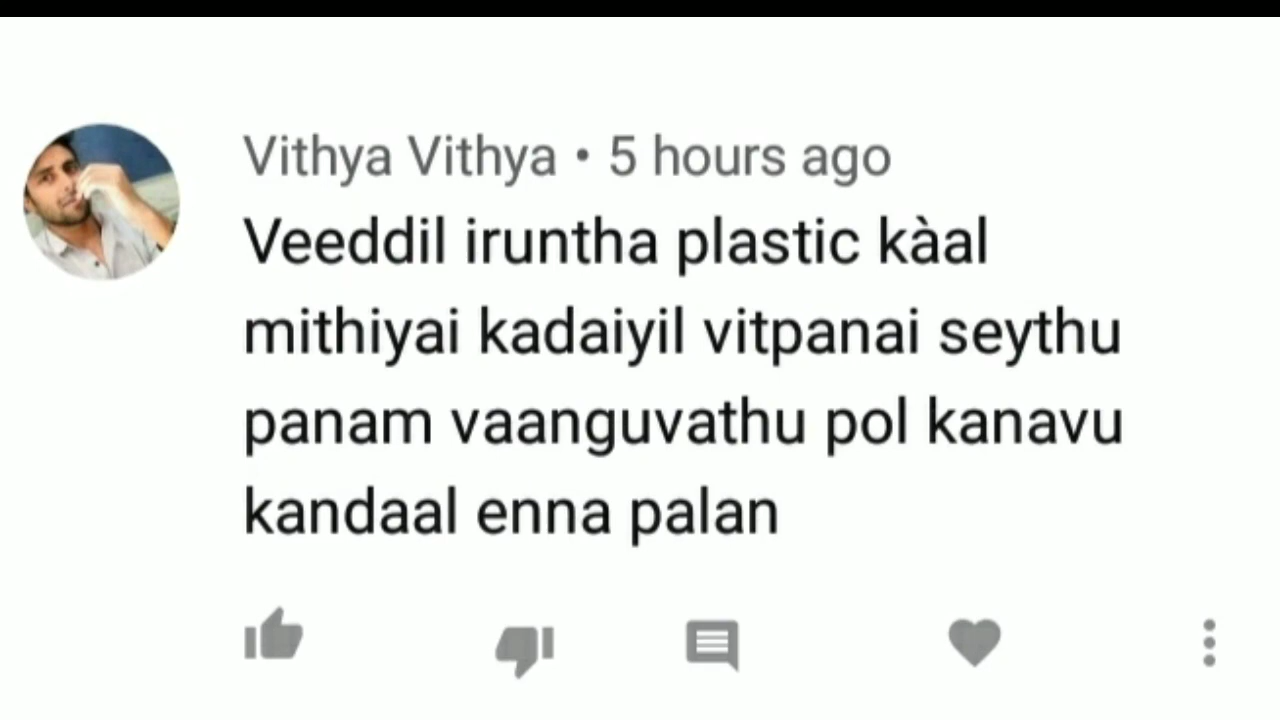 Vithya Vithya • 5 hours ago
Veeddil iruntha plastic kàal
mithiyai kadaiyil vitpanai seythu
panam vaanguvathu pol kanavu
kandaal enna palan